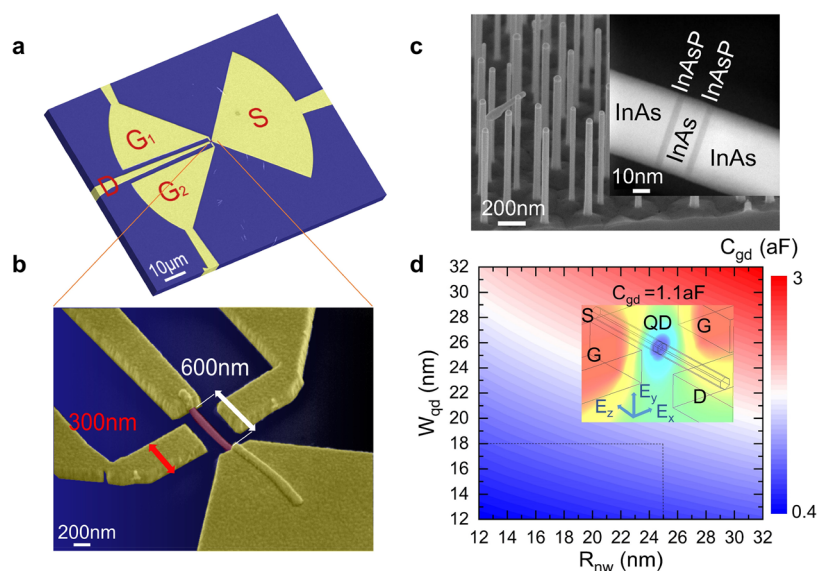 a
G1
S
D
G2
10μm
b
600nm
300nm
200nm
c
InAsP
InAsP
InAs
InAs
InAs
10nm
200nm
d
Cgd (aF)
3
0.4
Cgd =1.1aF
S
QD
G
G
D
Ey
Ez
Ex
32
30
28
26
24
22
20
18
16
14
12
Wqd (nm)
12 14 16 18 20 22 24 26 28 30 32
Rnw (nm)